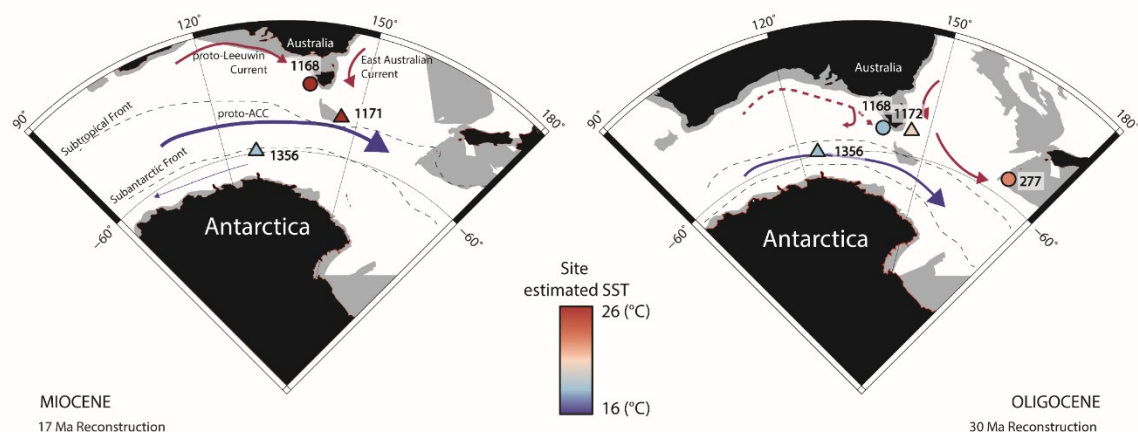 120°
150°
Australia
proto-Leeuwin
Current
1168
East Australian
Current
90°
180°
Subtropical Front
proto-ACC
1171
Subantarctic Front
1356
−60°
−60°
Antarctica
MIOCENE
17 Ma Reconstruction
Site
estimated SST
26 (°C)
16 (°C)
120°
150°
Australia
1168
1172
90°
180°
1356
277
−60°
−60°
Antarctica
OLIGOCENE
30 Ma Reconstruction